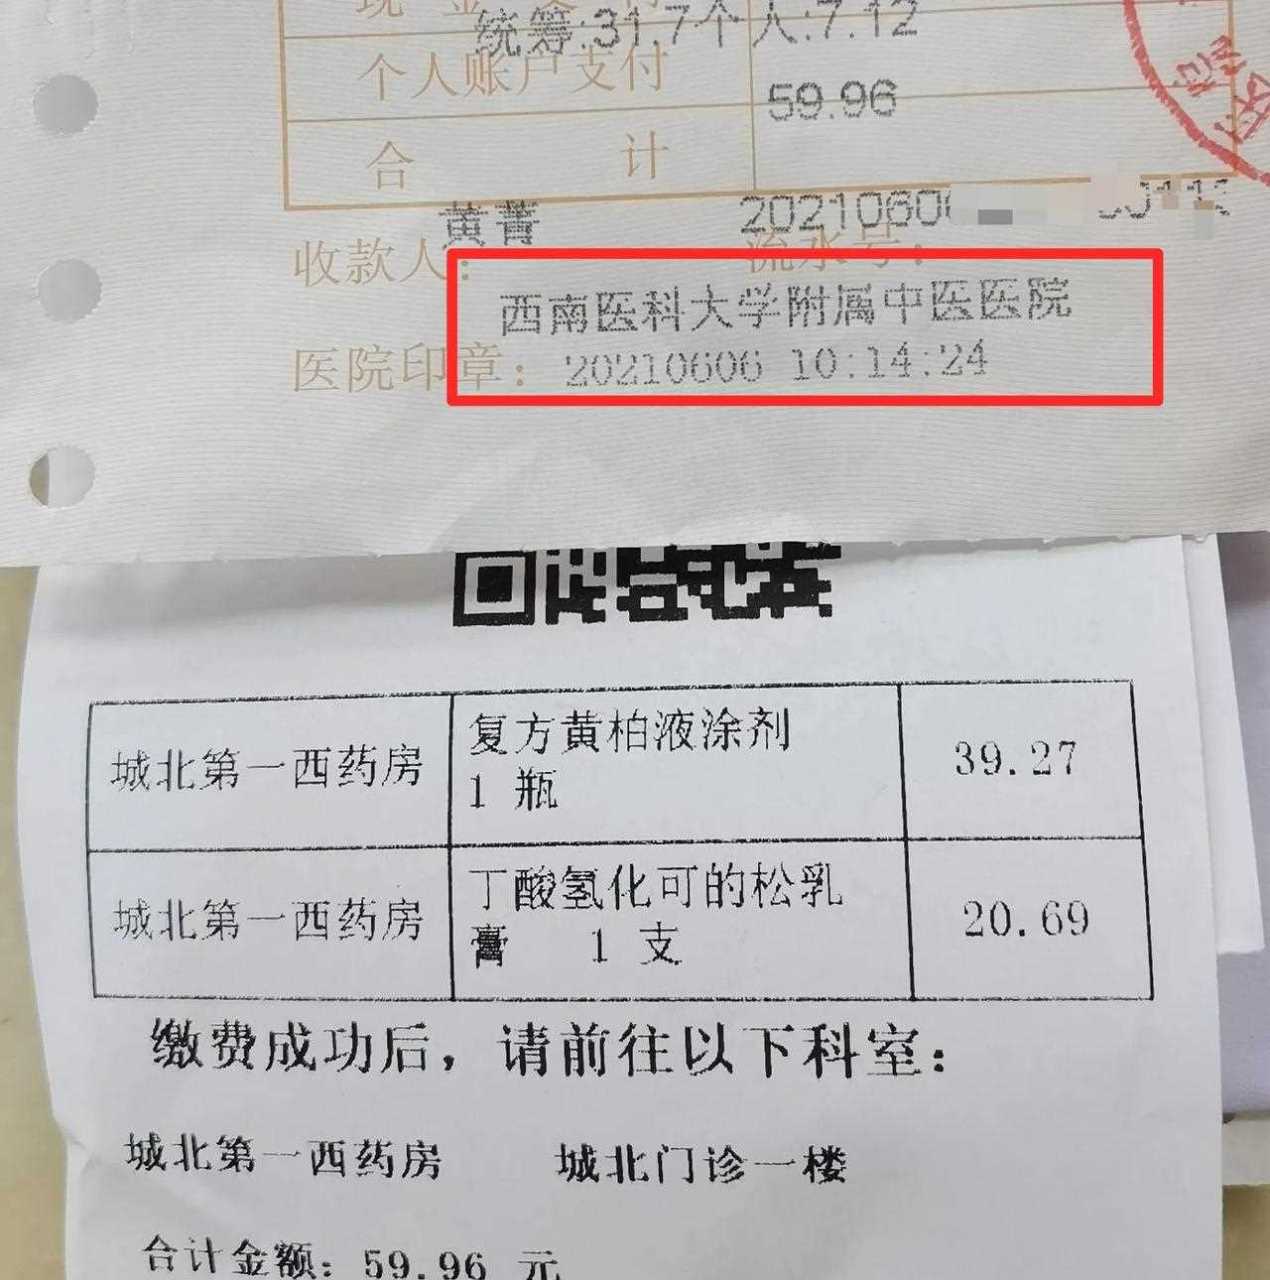 现金支付
统筹:31.7个人:7.12
个人账户支付
59.96
合计
黄菁
2021060
收款人:
流水号:
西南医科大学附属中医医院
医院印章: 20210606 10:14:24
城北第一西药房 复方黄柏液涂剂 1 瓶 39.27
城北第一西药房 丁酸氢化可的松乳膏 1 支 20.69
缴费成功后，请前往以下科室:
城北第一西药房 城北门诊一楼
合计金额: 59.96 元